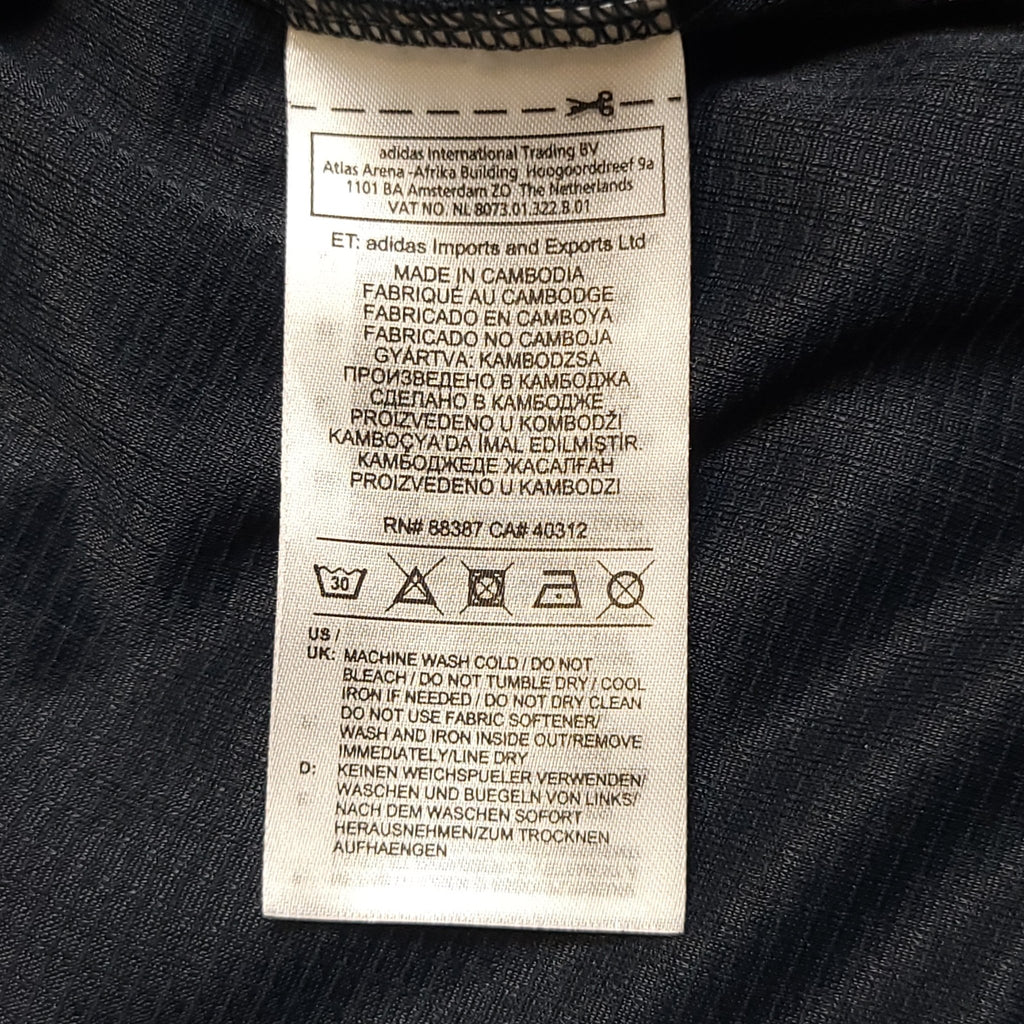 adidas International Trading BV
Atlas Arena -Afrika Building Hoogoorddreef 9a
1101 BA Amsterdam ZO The Netherlands
VAT NO. NL 8073.01.322.B.01
ET: adidas Imports and Exports Ltd
MADE IN CAMBODIA
FABRIQUÉ AU CAMBODGE
FABRICADO EN CAMBOYA
FABRICADO NO CAMBOJA
GYÁRTVA: KAMBODZSA
ПРОИЗВЕДЕНО В КАМБОДЖА
СДЕЛАНО В КАМБОДЖЕ
PROIZVEDENO U KOMBODŽI
KAMBOÇYA'DA İMAL EDİLMİŞTİR.
КАМБОДЖЕДЕ ЖАСАЛҒАН
PROIZVEDENO U KAMBODZI
RN# 88387 CA# 40312
30
US /
UK: MACHINE WASH COLD / DO NOT
BLEACH / DO NOT TUMBLE DRY / COOL
IRON IF NEEDED / DO NOT DRY CLEAN
DO NOT USE FABRIC SOFTENER/
WASH AND IRON INSIDE OUT/REMOVE
IMMEDIATELY/LINE DRY
D: KEINEN WEICHSPUELER VERWENDEN/
WASCHEN UND BUEGELN VON LINKS/
NACH DEM WASCHEN SOFORT
HERAUSNEHMEN/ZUM TROCKNEN
AUFHAENGEN